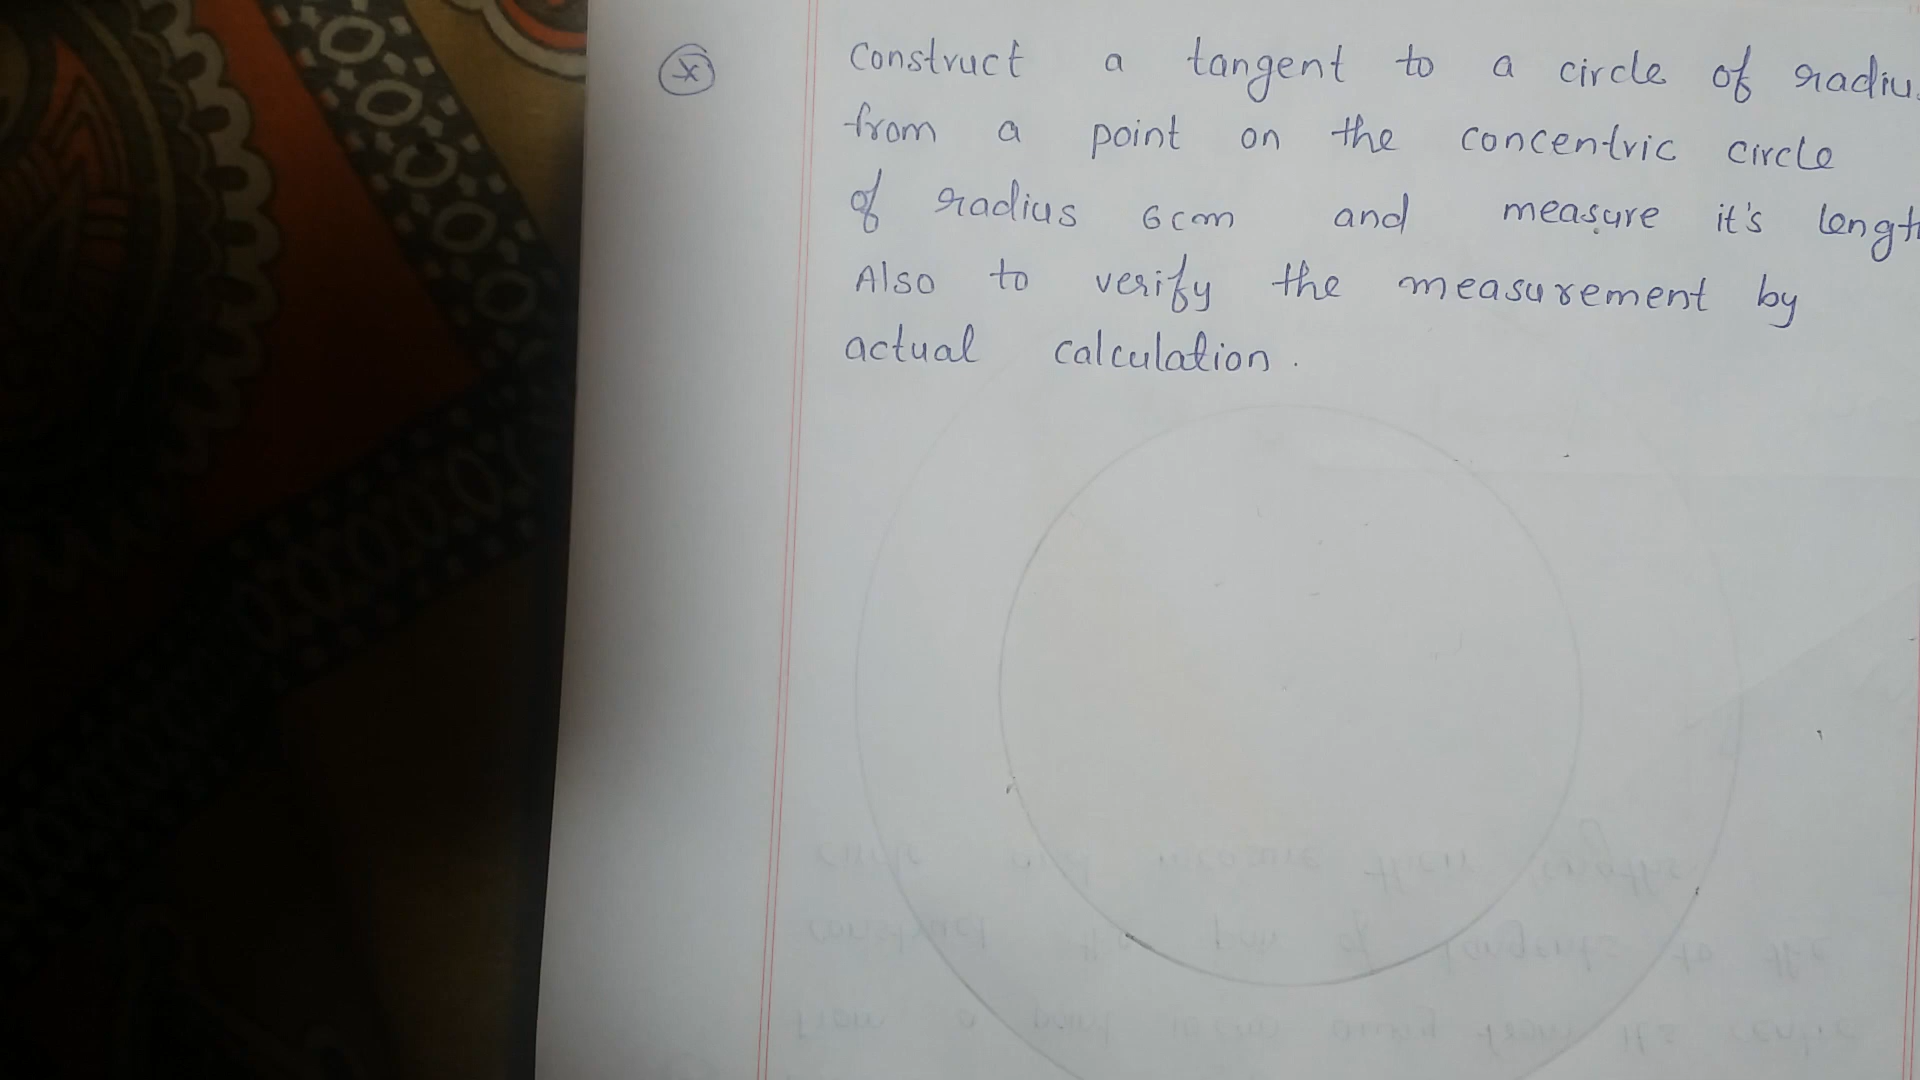 Construct a tangent to a circle of radiu
from a point on the concentric circle
of radius 6cm and measure it's lengt
Also to verify the measurement by
actual calculation.